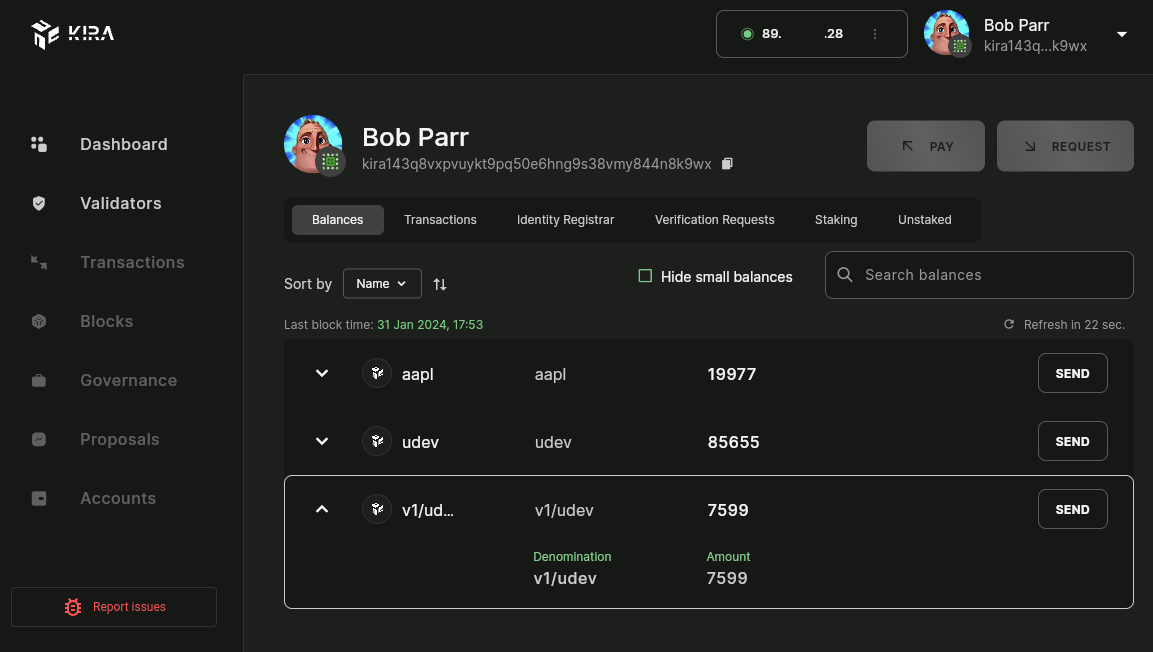 KIRA
89. .28
Bob Parr
kira143q...k9wx
Dashboard
Validators
Transactions
Blocks
Governance
Proposals
Accounts
Report issues
Bob Parr
kira143q8vxpvuykt9pq50e6hng9s38vmy844n8k9wx
PAY
REQUEST
Balances Transactions Identity Registrar Verification Requests Staking Unstaked
Sort by Name
Hide small balances
Search balances
Last block time: 31 Jan 2024, 17:53
Refresh in 22 sec.
aapl aapl 19977 SEND
udev udev 85655 SEND
v1/ud... v1/udev 7599 SEND
Denomination Amount
v1/udev 7599